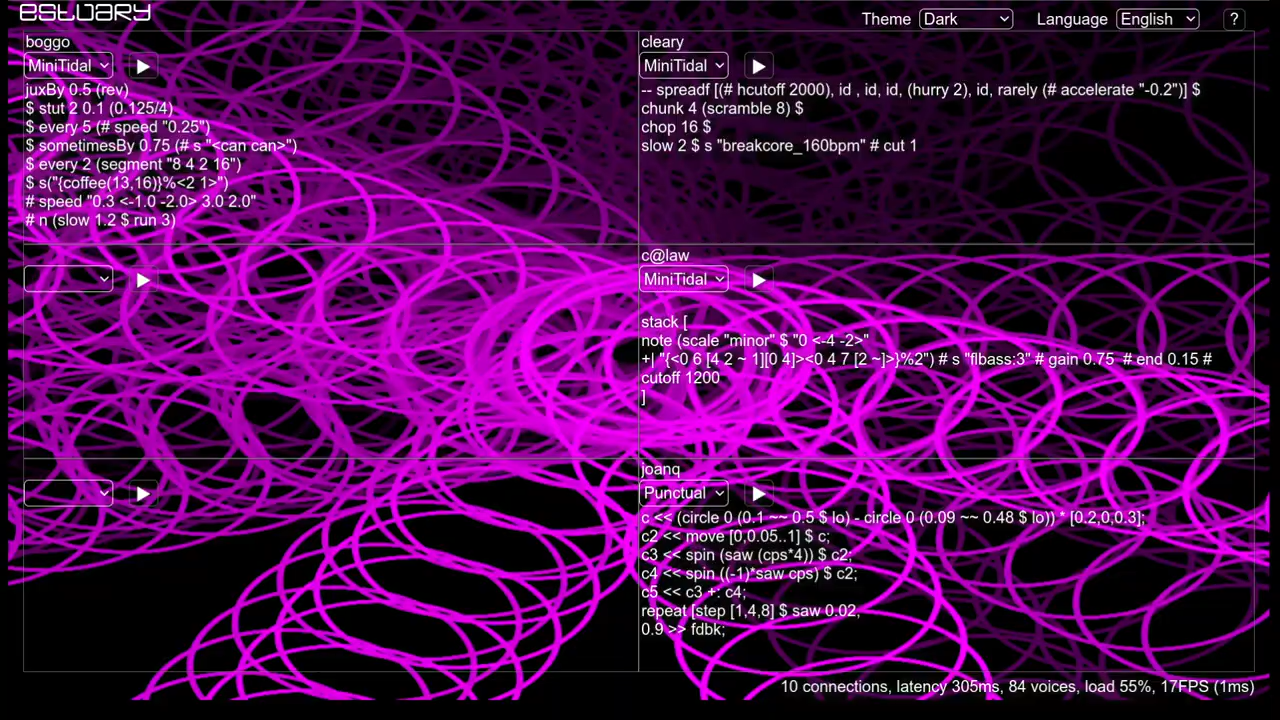 estuary
Theme Dark Language English ?
boggo
MiniTidal
juxBy 0.5 (rev)
$ stut 2 0.1 (0.125/4)
$ every 5 (# speed "0.25")
$ sometimesBy 0.75 (# s "<can can>")
$ every 2 (segment "8 4 2 16")
$ s("{coffee(13,16)}%<2 1>")
# speed "0.3 <-1.0 -2.0> 3.0 2.0"
# n (slow 1.2 $ run 3)
cleary
MiniTidal
-- spreadf [(# hcutoff 2000), id , id, id, (hurry 2), id, rarely (# accelerate "-0.2")] $
chunk 4 (scramble 8) $
chop 16 $
slow 2 $ s "breakcore_160bpm" # cut 1
c@law
MiniTidal
stack [
note (scale "minor" $ "0 <-4 -2>"
+| "{<0 6 [4 2 ~ 1][0 4]><0 4 7 [2 ~]>}%2") # s "flbass:3" # gain 0.75  # end 0.15 #
cutoff 1200
]
joanq
Punctual
c << (circle 0 (0.1 ~~ 0.5 $ lo) - circle 0 (0.09 ~~ 0.48 $ lo)) * [0.2,0,0.3];
c2 << move [0,0.05..1] $ c;
c3 << spin (saw (cps*4)) $ c2;
c4 << spin ((-1)*saw cps) $ c2;
c5 << c3 +: c4;
repeat [step [1,4,8] $ saw 0.02,
0.9 >> fdbk;
10 connections, latency 305ms, 84 voices, load 55%, 17FPS (1ms)